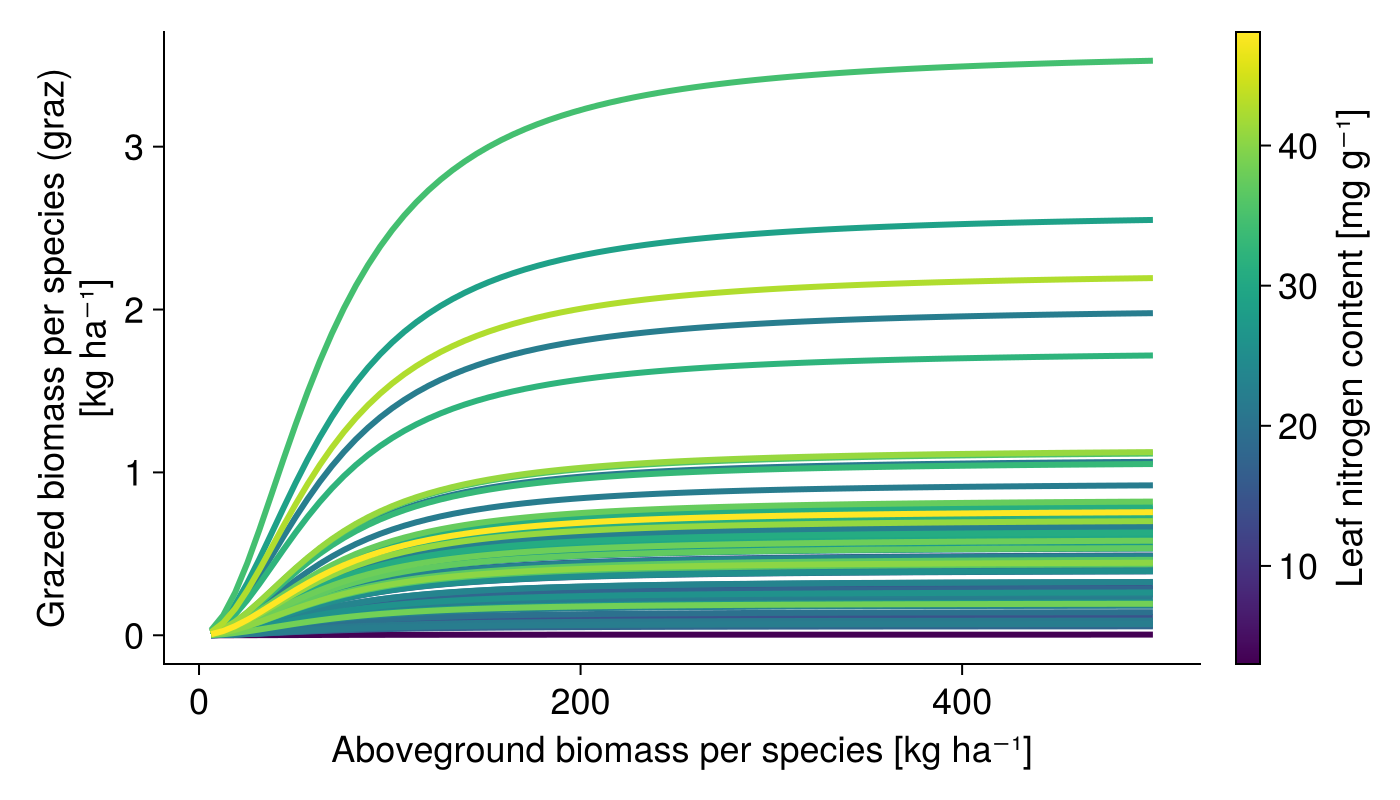 Grazed biomass per species (graz)
[kg ha⁻¹]
3
2
1
0
0
200
400
Aboveground biomass per species [kg ha⁻¹]
40
30
20
10
Leaf nitrogen content [mg g⁻¹]